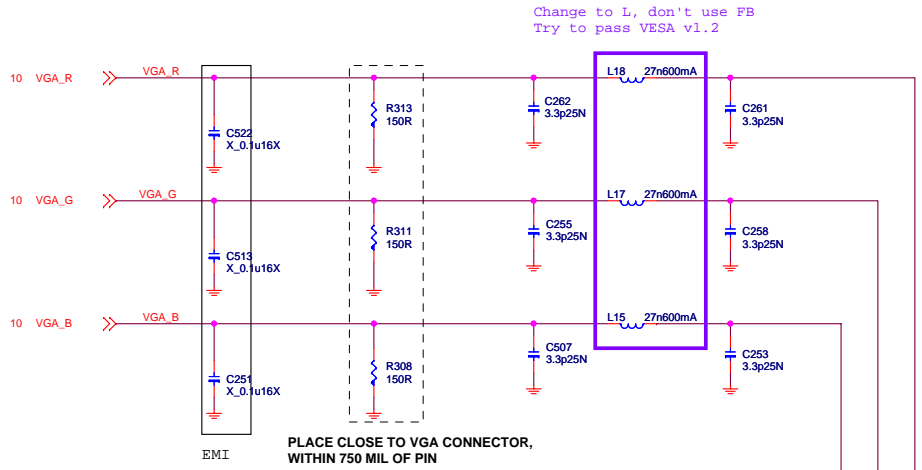 Change to L, don't use FB
Try to pass VESA v1.2
10 VGA_R VGA_R
L18 27n600mA
C522
X_0.1u16X
R313
150R
C262
3.3p25N
C261
3.3p25N
10 VGA_G VGA_G
L17 27n600mA
C513
X_0.1u16X
R311
150R
C255
3.3p25N
C258
3.3p25N
10 VGA_B VGA_B
L15 27n600mA
C251
X_0.1u16X
R308
150R
C507
3.3p25N
C253
3.3p25N
EMI
PLACE CLOSE TO VGA CONNECTOR,
WITHIN 750 MIL OF PIN